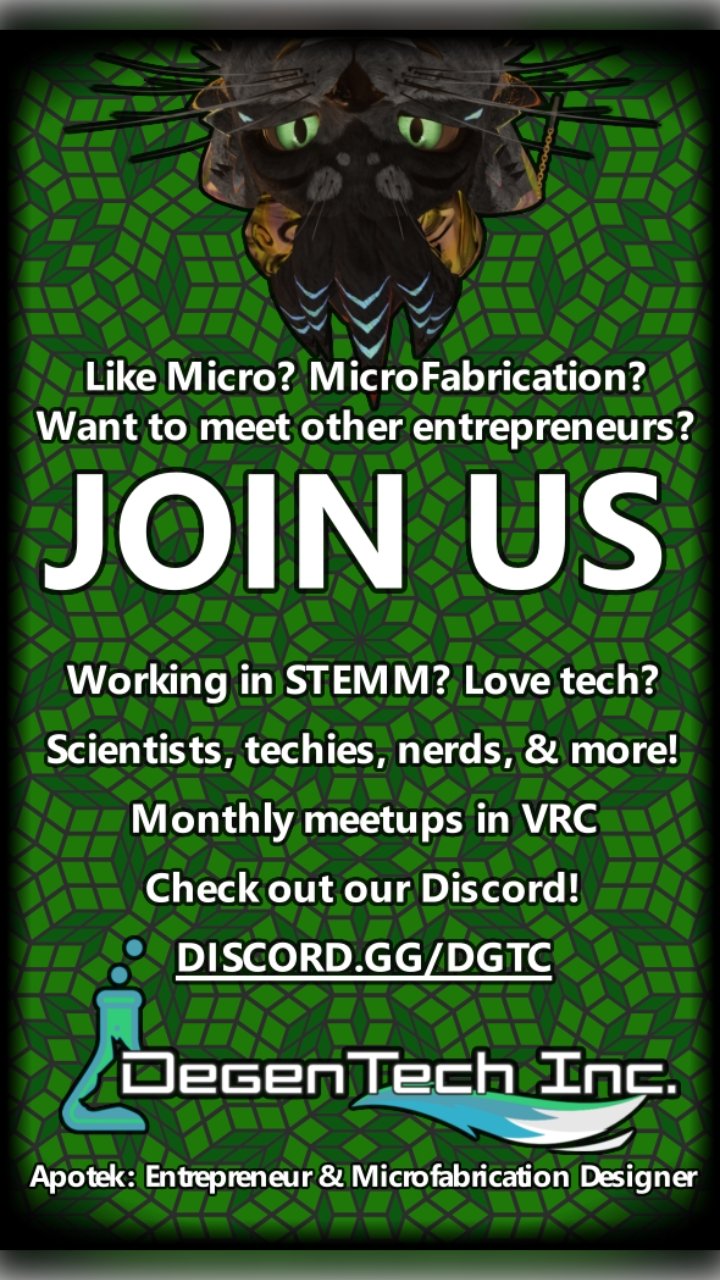 Like Micro? MicroFabrication?
Want to meet other entrepreneurs?
JOIN US
Working in STEMM? Love tech?
Scientists, techies, nerds, & more!
Monthly meetups in VRC
Check out our Discord!
DISCORD.GG/DGTC
DegenTech Inc.
Apotek: Entrepreneur & Microfabrication Designer